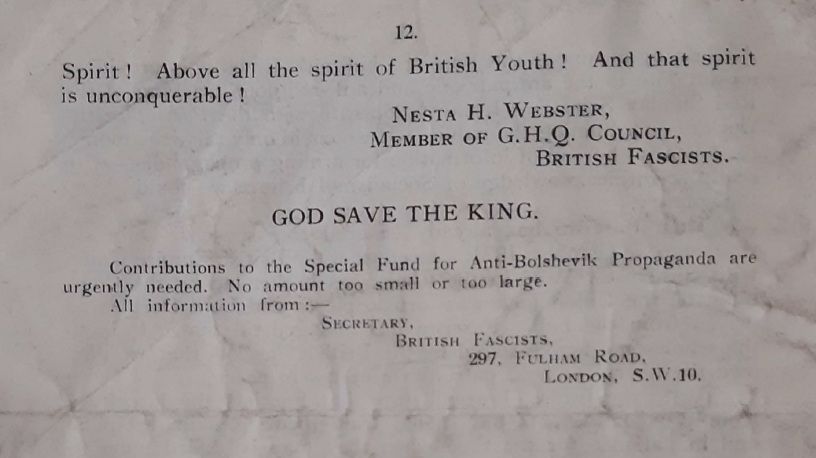 12.
Spirit! Above all the spirit of British Youth! And that spirit
is unconquerable!
NESTA H. WEBSTER,
MEMBER OF G.H.Q. COUNCIL,
BRITISH FASCISTS.
GOD SAVE THE KING.
Contributions to the Special Fund for Anti-Bolshevik Propaganda are
urgently needed. No amount too small or too large.
All information from:—
SECRETARY,
BRITISH FASCISTS,
297, FULHAM ROAD,
LONDON, S.W.10.